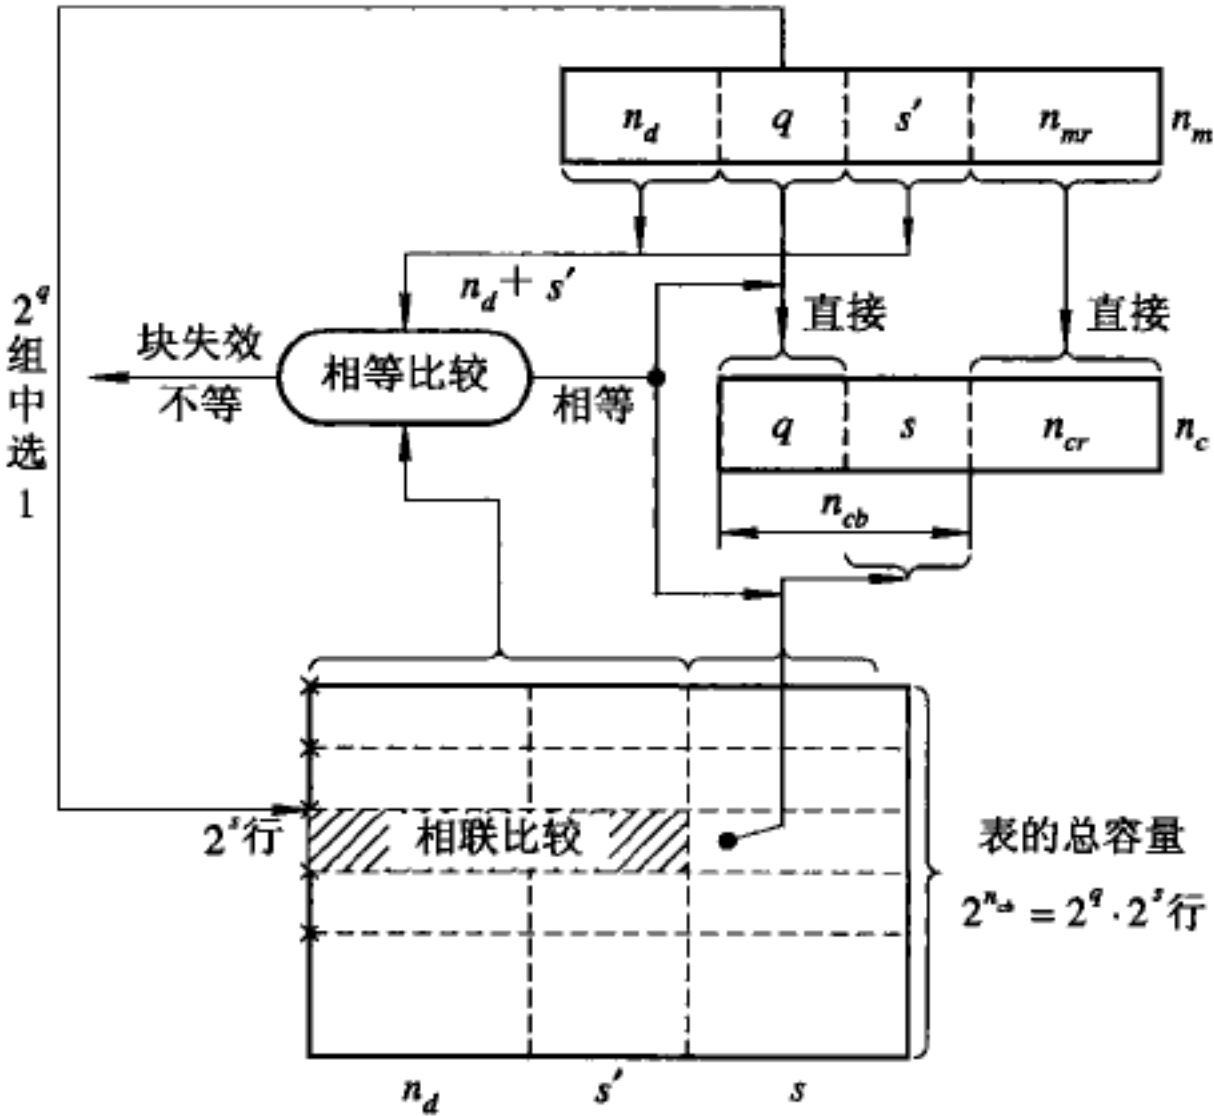 n_d q s' n_mr n_m
n_d + s'
直接 直接
2^q
组
中
选
1
块失效
不等
相等比较
相等
q s n_cr n_c
n_cb
2^s行
相联比较
表的总容量
2^{n_cb} = 2^q · 2^s行
n_d s' s